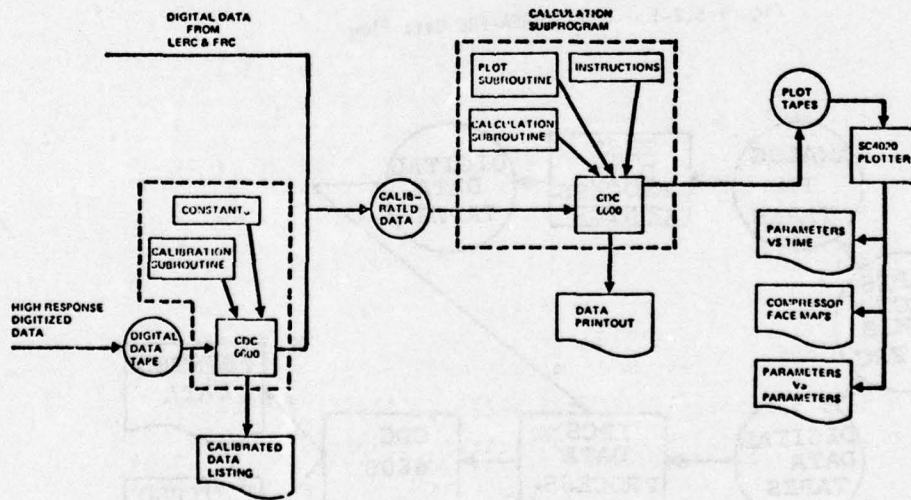 DIGITAL DATA
FROM
LERC & FRC
CALCULATION
SUBPROGRAM
PLOT
SUBROUTINE
INSTRUCTIONS
CALCULATION
SUBROUTINE
CDC
6600
PLOT
TAPES
SC4020
PLOTTER
CALIB-
RATED
DATA
CONSTANTS
CALIBRATION
SUBROUTINE
HIGH RESPONSE
DIGITIZED
DATA
DIGITAL
DATA
TAPE
CDC
6600
DATA
PRINTOUT
PARAMETERS
VS TIME
COMPRESSOR
FACE MAPS
PARAMETERS
Vs
PARAMETERS
CALIBRATED
DATA
LISTING